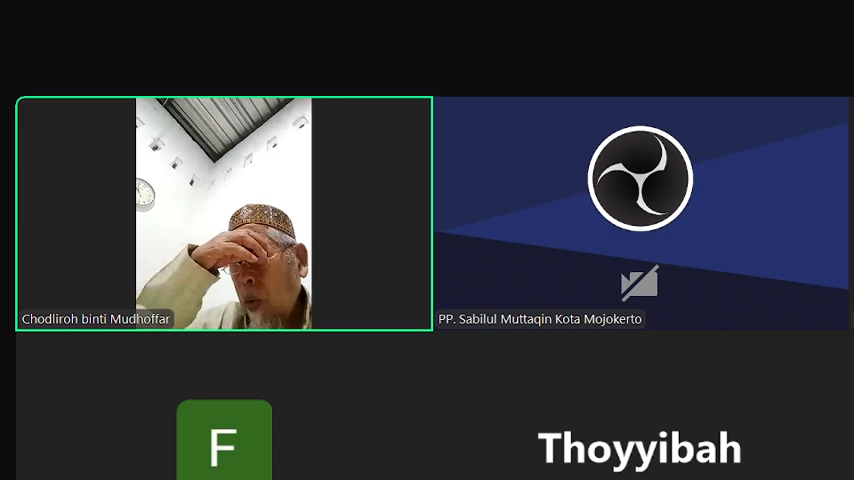 Chodliroh binti Mudhoffar
PP. Sabilul Muttaqin Kota Mojokerto
F
Thoyyibah